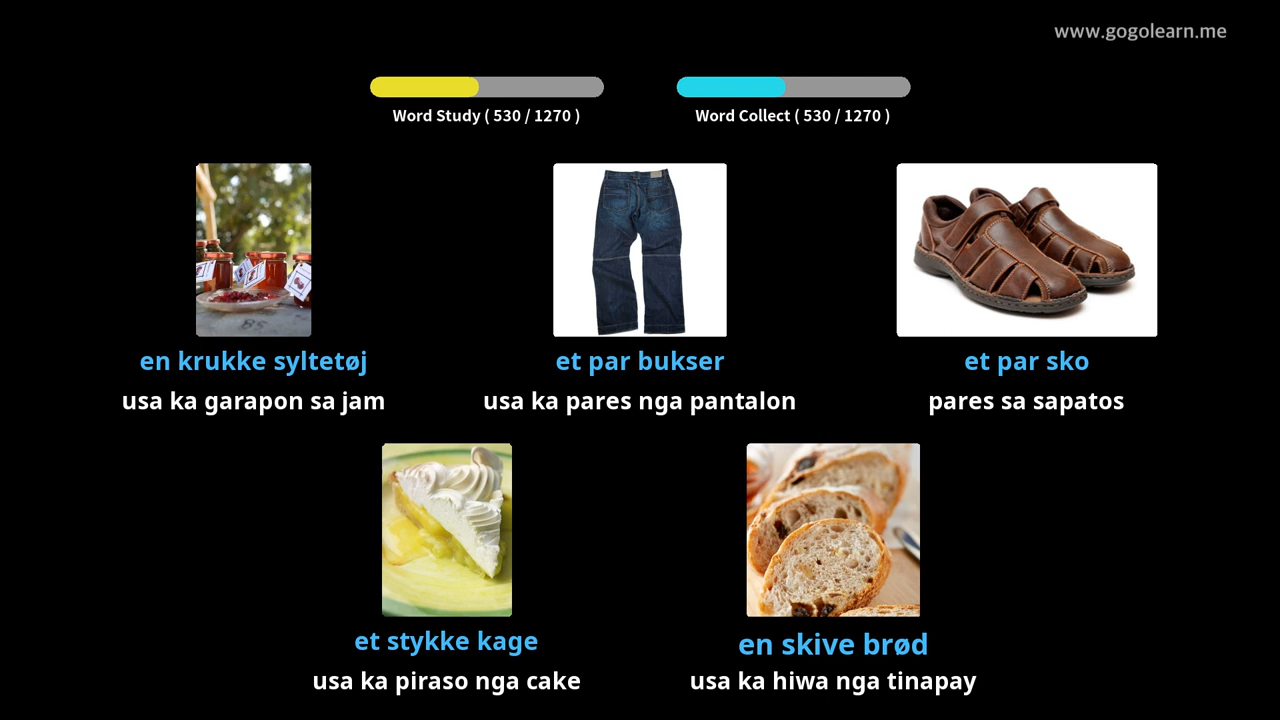 www.gogolearn.me
Word Study ( 530 / 1270 )
Word Collect ( 530 / 1270 )
en krukke syltetøj
usa ka garapon sa jam
et par bukser
usa ka pares nga pantalon
et par sko
pares sa sapatos
et stykke kage
usa ka piraso nga cake
en skive brød
usa ka hiwa nga tinapay